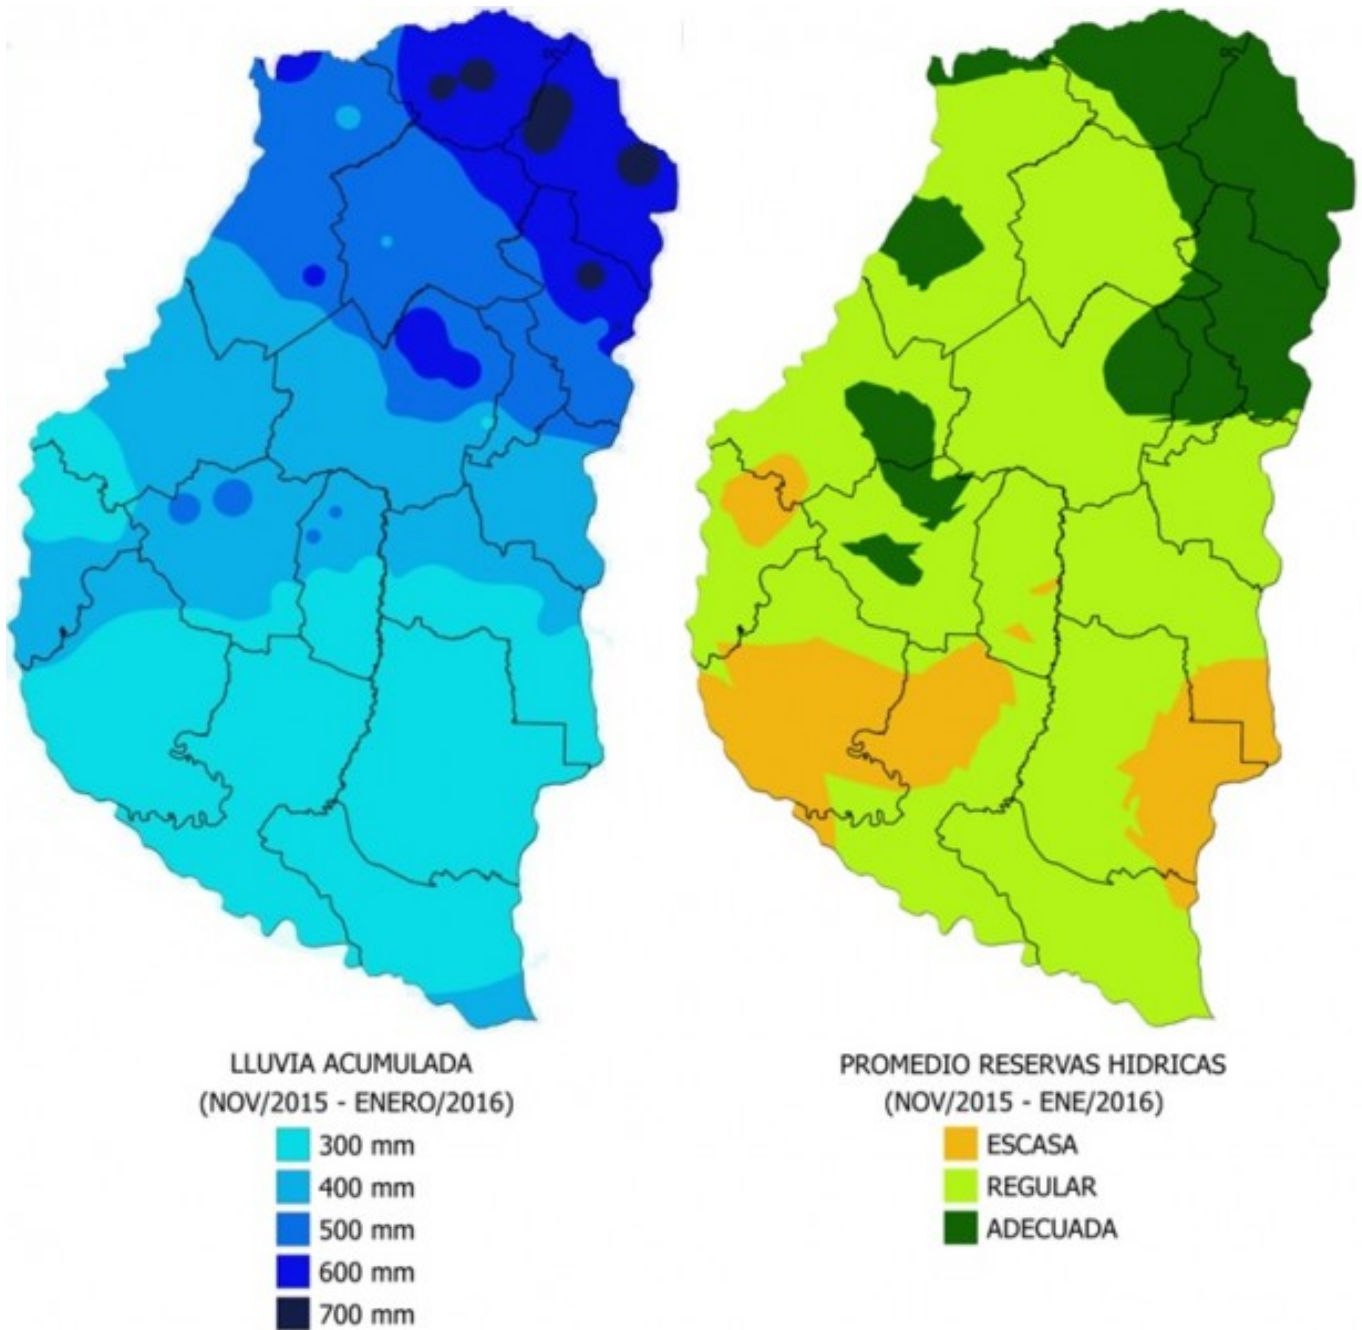 LLUVIA ACUMULADA
(NOV/2015 - ENERO/2016)
300 mm
400 mm
500 mm
600 mm
700 mm
PROMEDIO RESERVAS HIDRICAS
(NOV/2015 - ENE/2016)
ESCASA
REGULAR
ADECUADA